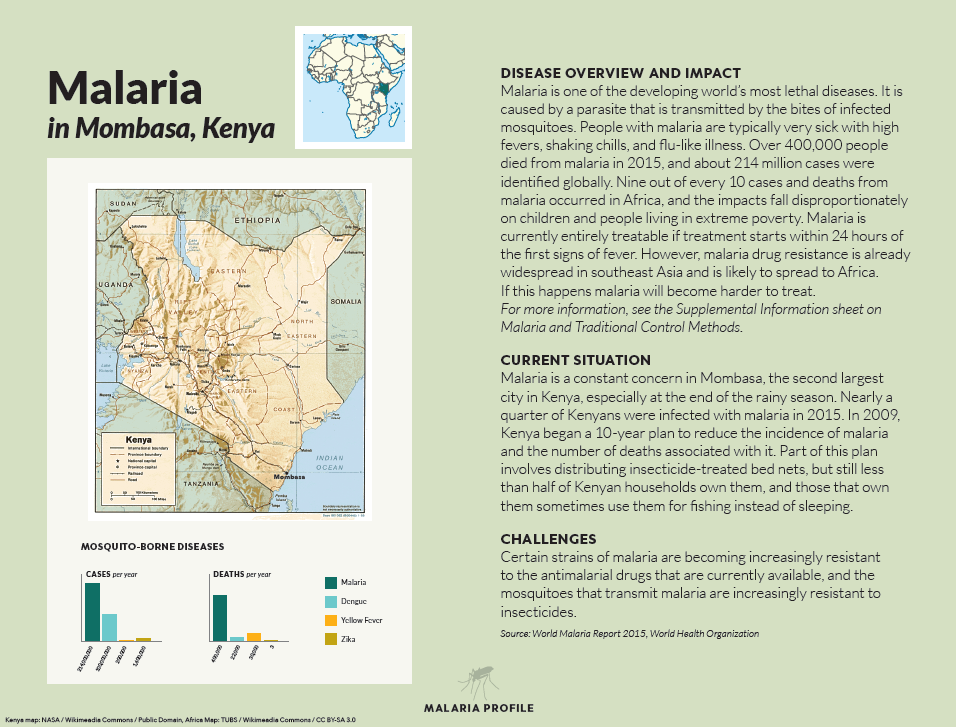 Malaria
in Mombasa, Kenya
SUDAN
ETHIOPIA
UGANDA
EASTERN
RIFT
VALLEY
SOMALIA
NORTH
EASTERN
EASTERN
COAST
Nairobi
INDIAN
OCEAN
TANZANIA
Mombasa
Kenya
International boundary
Province boundary
National capital
Province capital
Railroad
Road
MOSQUITO-BORNE DISEASES
CASES per year
DEATHS per year
Malaria
Dengue
Yellow Fever
Zika
DISEASE OVERVIEW AND IMPACT
Malaria is one of the developing world's most lethal diseases. It is
caused by a parasite that is transmitted by the bites of infected
mosquitoes. People with malaria are typically very sick with high
fevers, shaking chills, and flu-like illness. Over 400,000 people
died from malaria in 2015, and about 214 million cases were
identified globally. Nine out of every 10 cases and deaths from
malaria occurred in Africa, and the impacts fall disproportionately
on children and people living in extreme poverty. Malaria is
currently entirely treatable if treatment starts within 24 hours of
the first signs of fever. However, malaria drug resistance is already
widespread in southeast Asia and is likely to spread to Africa.
If this happens malaria will become harder to treat.
For more information, see the Supplemental Information sheet on
Malaria and Traditional Control Methods.
CURRENT SITUATION
Malaria is a constant concern in Mombasa, the second largest
city in Kenya, especially at the end of the rainy season. Nearly a
quarter of Kenyans were infected with malaria in 2015. In 2009,
Kenya began a 10-year plan to reduce the incidence of malaria
and the number of deaths associated with it. Part of this plan
involves distributing insecticide-treated bed nets, but still less
than half of Kenyan households own them, and those that own
them sometimes use them for fishing instead of sleeping.
CHALLENGES
Certain strains of malaria are becoming increasingly resistant
to the antimalarial drugs that are currently available, and the
mosquitoes that transmit malaria are increasingly resistant to
insecticides.
Source: World Malaria Report 2015, World Health Organization
MALARIA PROFILE
Kenya map: NASA / Wikimeadia Commons / Public Domain, Africa Map: TUBS / Wikimeadia Commons / CC BY-SA 3.0